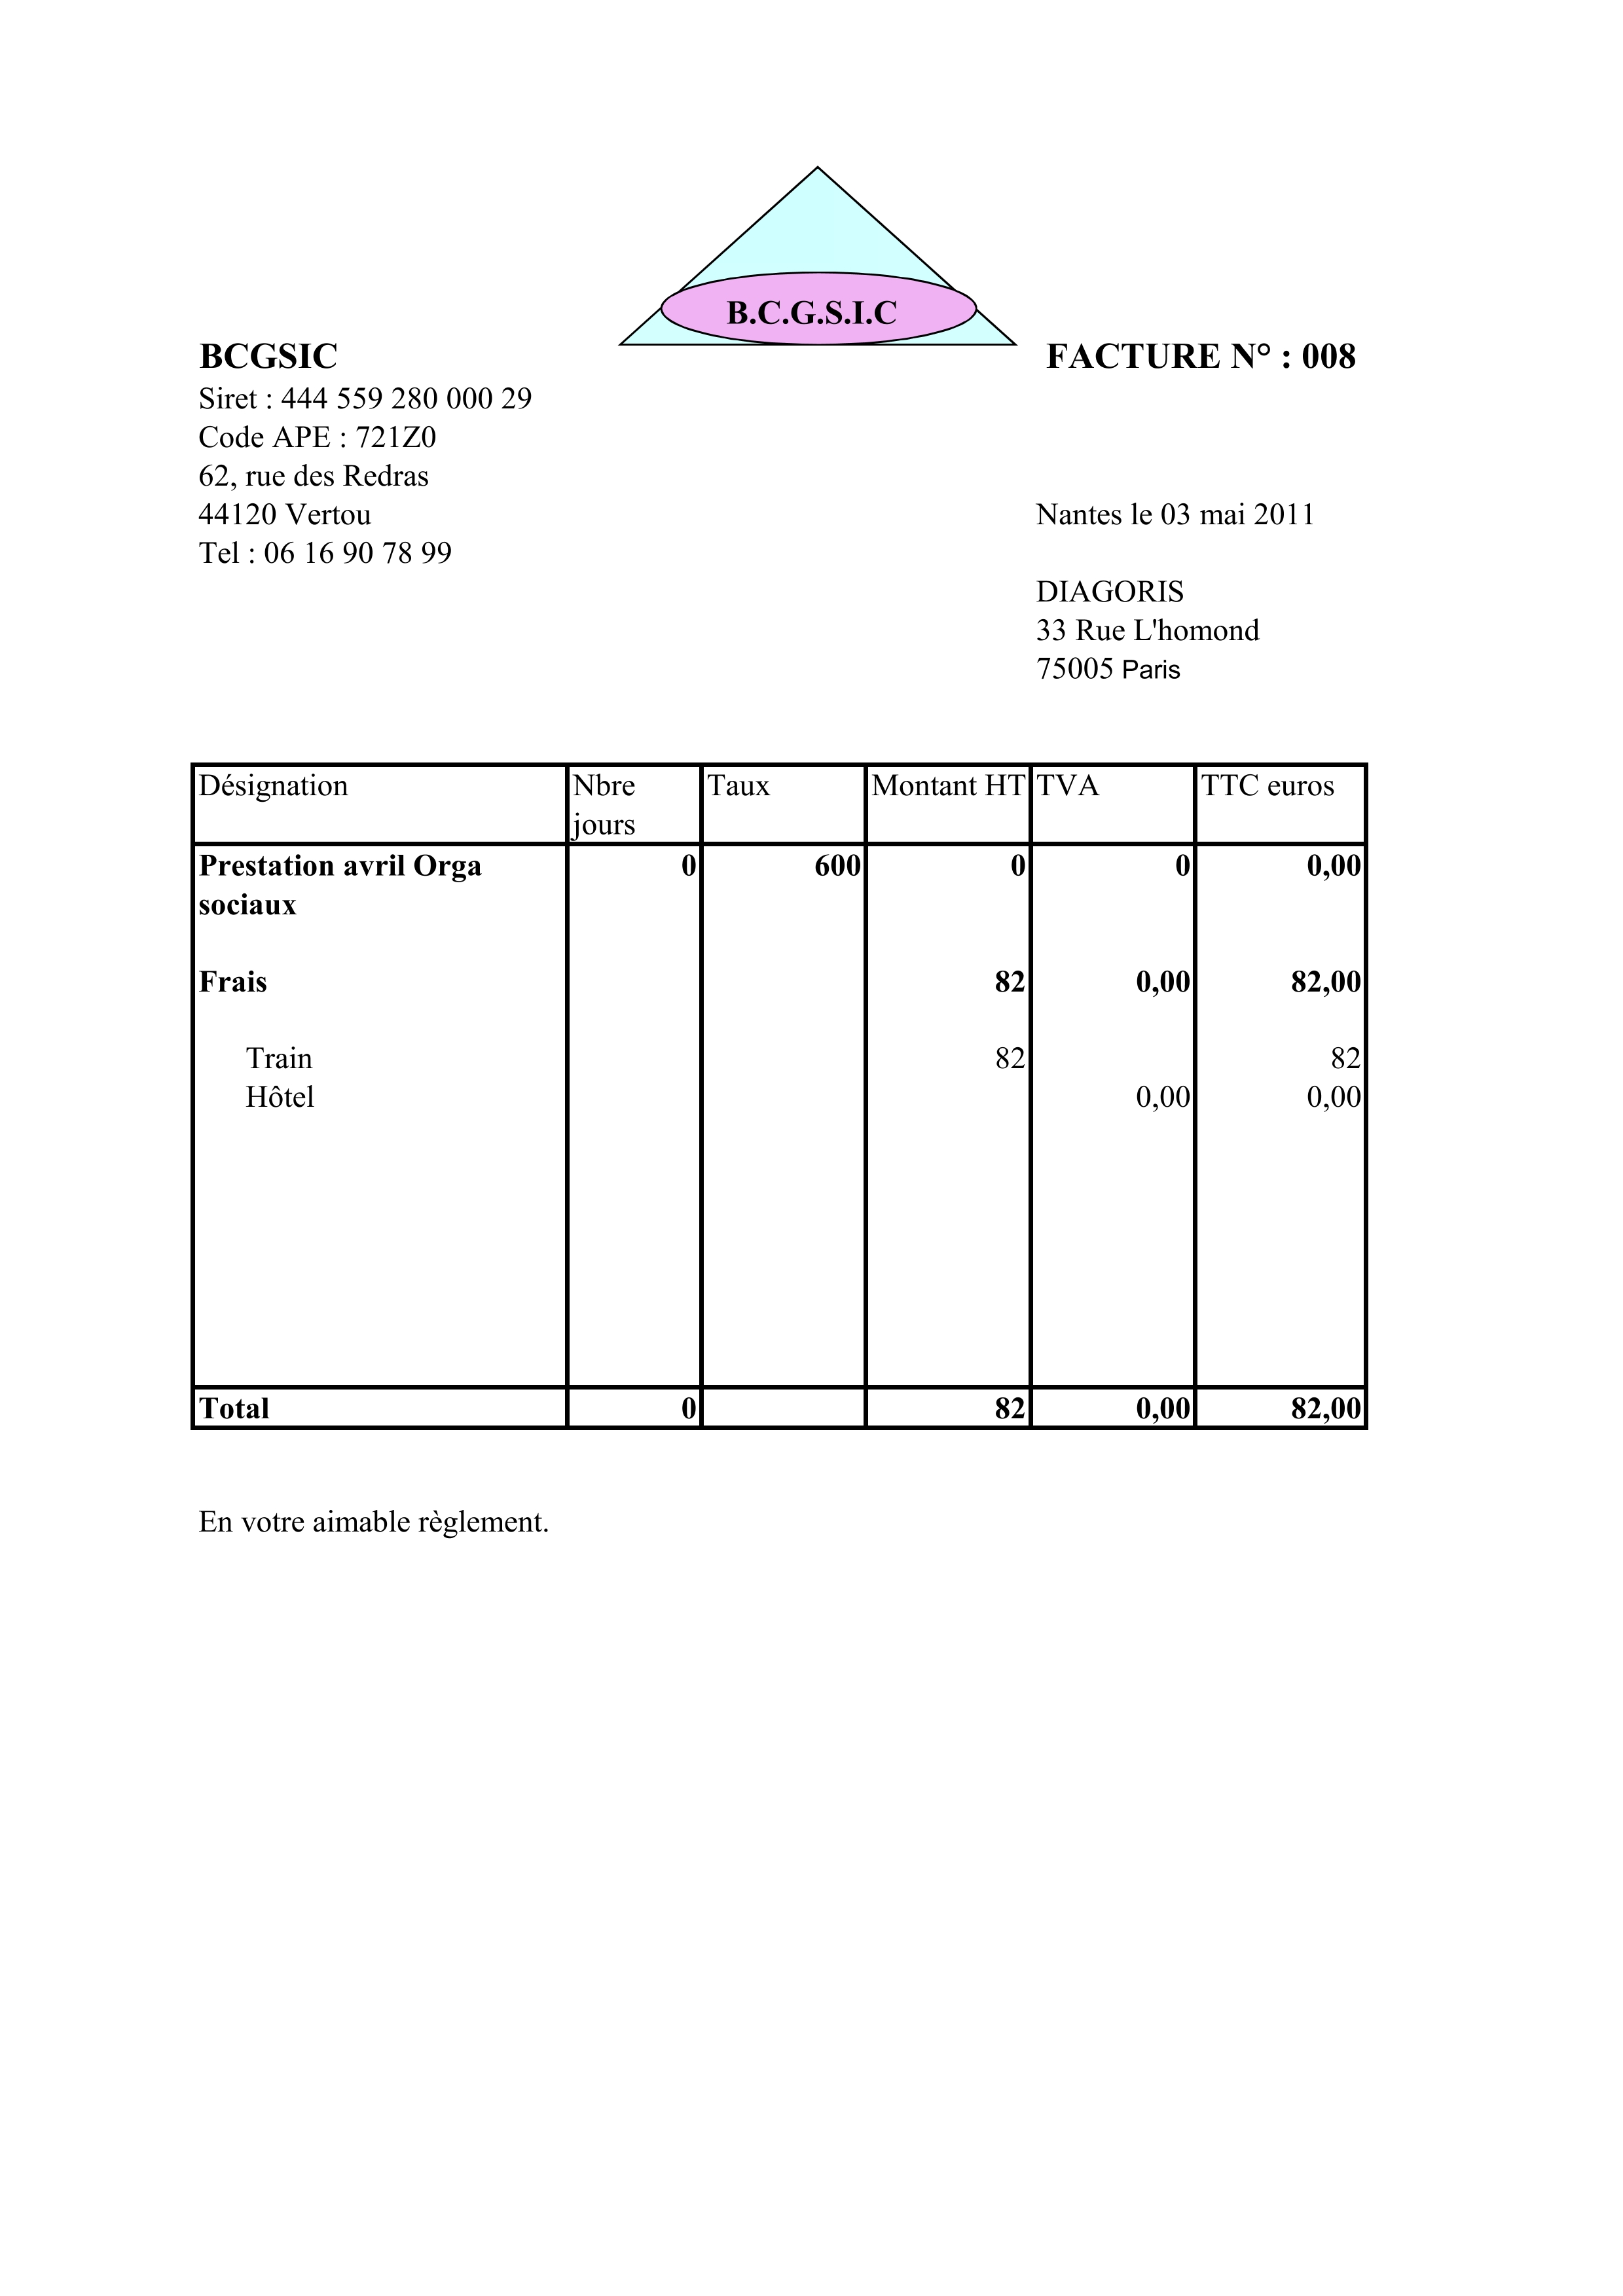 B.C.G.S.I.C
BCGSIC
FACTURE N° : 008
Siret : 444 559 280 000 29
Code APE : 721Z0
62, rue des Redras
44120 Vertou
Nantes le 03 mai 2011
Tel : 06 16 90 78 99
DIAGORIS
33 Rue L'homond
75005 Paris
Désignation Nbre jours Taux Montant HT TVA TTC euros
Prestation avril Orga sociaux 0 600 0 0 0,00
Frais 82 0,00 82,00
Train 82 82
Hôtel 0,00 0,00
Total 0 82 0,00 82,00
En votre aimable règlement.